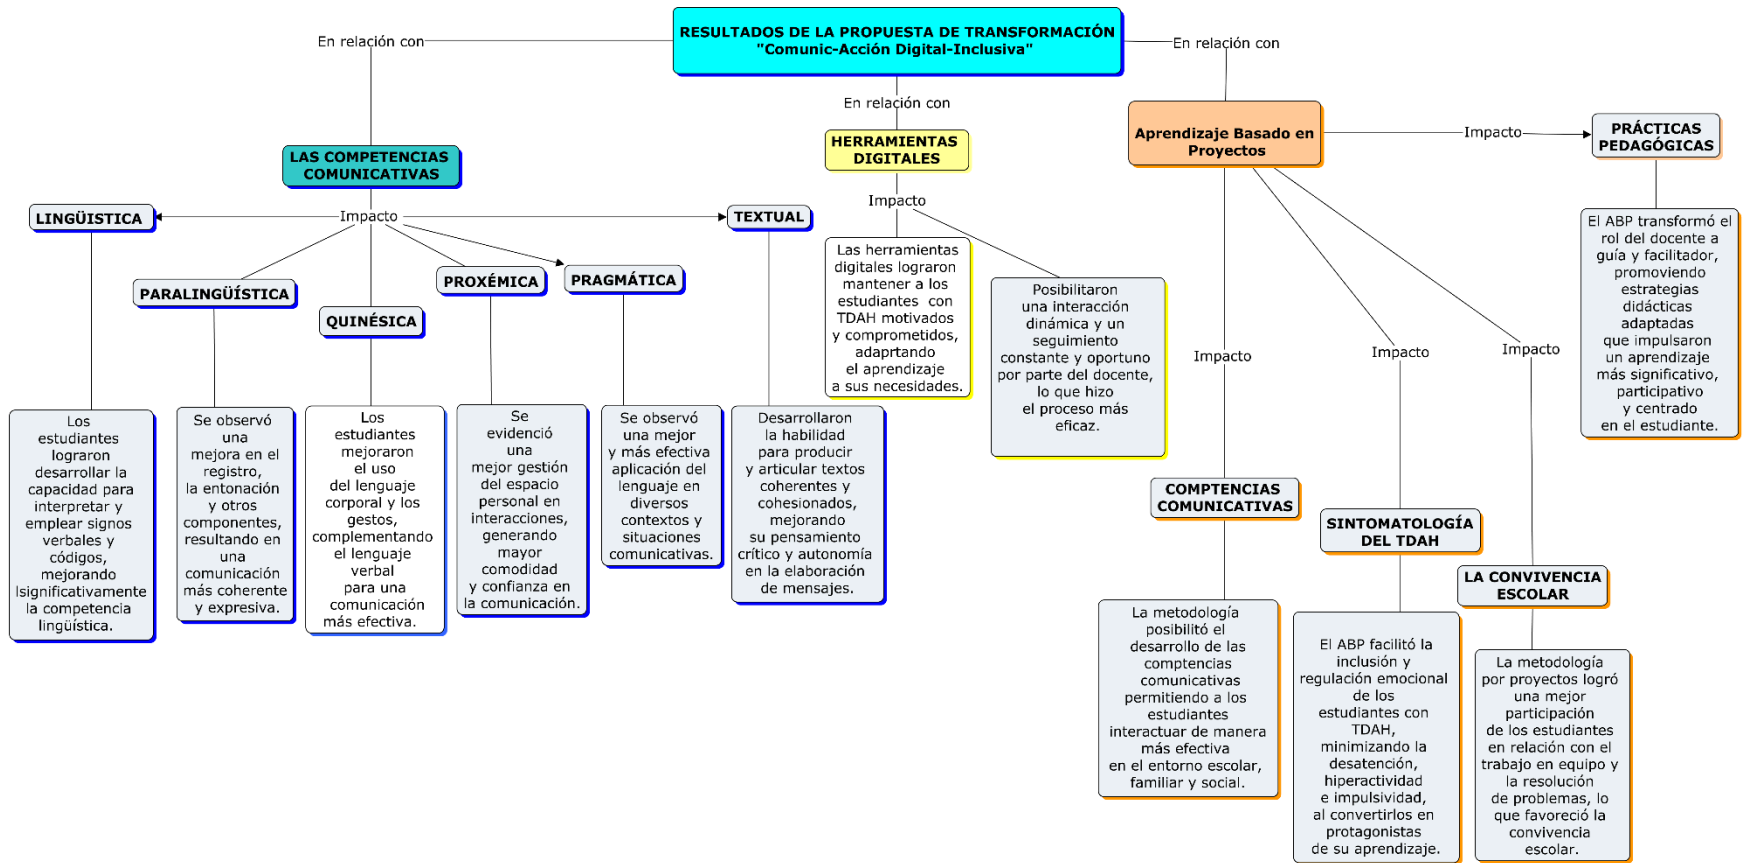 RESULTADOS DE LA PROPUESTA DE TRANSFORMACIÓN
"Comunic-Acción Digital-Inclusiva"
En relación con
En relación con
En relación con
LAS COMPETENCIAS
COMUNICATIVAS
Impacto
LINGÜISTICA
Los
estudiantes
lograron
desarrollar la
capacidad para
interpretar y
emplear signos
verbales y
códigos,
mejorando
lsignificativamente
la competencia
lingüística.
PARALINGÜÍSTICA
Se observó
una
mejora en el
registro,
la entonación
y otros
componentes,
resultando en
una
comunicación
más coherente
y expresiva.
QUINÉSICA
Los
estudiantes
mejoraron
el uso
del lenguaje
corporal y los
gestos,
complementando
el lenguaje
verbal
para una
comunicación
más efectiva.
PROXÉMICA
Se
evidenció
una
mejor gestión
del espacio
personal en
interacciones,
generando
mayor
comodidad
y confianza en
la comunicación.
PRAGMÁTICA
Se observó
una mejor
y más efectiva
aplicación del
lenguaje en
diversos
contextos y
situaciones
comunicativas.
TEXTUAL
Desarrollaron
la habilidad
para producir
y articular textos
coherentes y
cohesionados,
mejorando
su pensamiento
crítico y autonomía
en la elaboración
de mensajes.
HERRAMIENTAS
DIGITALES
Impacto
Las herramientas
digitales lograron
mantener a los
estudiantes con
TDAH motivados
y comprometidos,
adaprtando
el aprendizaje
a sus necesidades.
Posibilitaron
una interacción
dinámica y un
seguimiento
constante y oportuno
por parte del docente,
lo que hizo
el proceso más
eficaz.
Aprendizaje Basado en
Proyectos
Impacto
COMPTENCIAS
COMUNICATIVAS
La metodología
posibilitó el
desarrollo de las
comptencias
comunicativas
permitiendo a los
estudiantes
interactuar de manera
más efectiva
en el entorno escolar,
familiar y social.
Impacto
SINTOMATOLOGÍA
DEL TDAH
El ABP facilitó la
inclusión y
regulación emocional
de los
estudiantes con
TDAH,
minimizando la
desatención,
hiperactividad
e impulsividad,
al convertirlos en
protagonistas
de su aprendizaje.
Impacto
LA CONVIVENCIA
ESCOLAR
La metodología
por proyectos logró
una mejor
participación
de los estudiantes
en relación con el
trabajo en equipo y
la resolución
de problemas, lo
que favoreció la
convivencia
escolar.
Impacto
PRÁCTICAS
PEDAGÓGICAS
El ABP transformó el
rol del docente a
guía y facilitador,
promoviendo
estrategias
didácticas
adaptadas
que impulsaron
un aprendizaje
más significativo,
participativo
y centrado
en el estudiante.